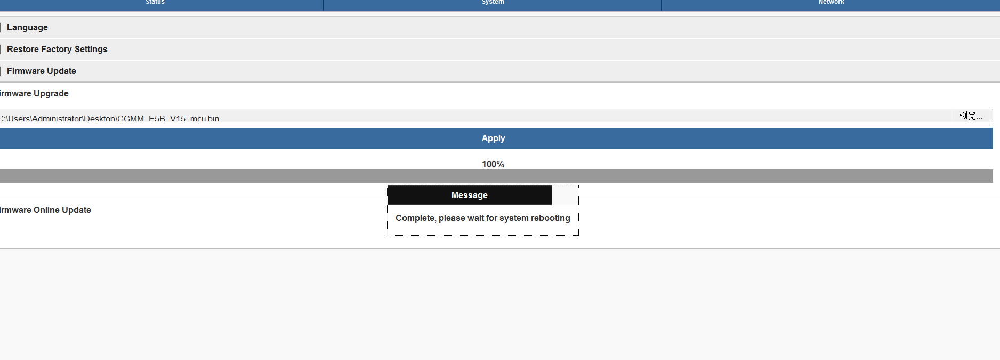 Status System Network
Language
Restore Factory Settings
Firmware Update
irmware Upgrade
C:\Users\Administrator\Desktop\GGMM_E5B_V15_mcu.bin 浏览...
Apply
100%
Message
Complete, please wait for system rebooting
irmware Online Update